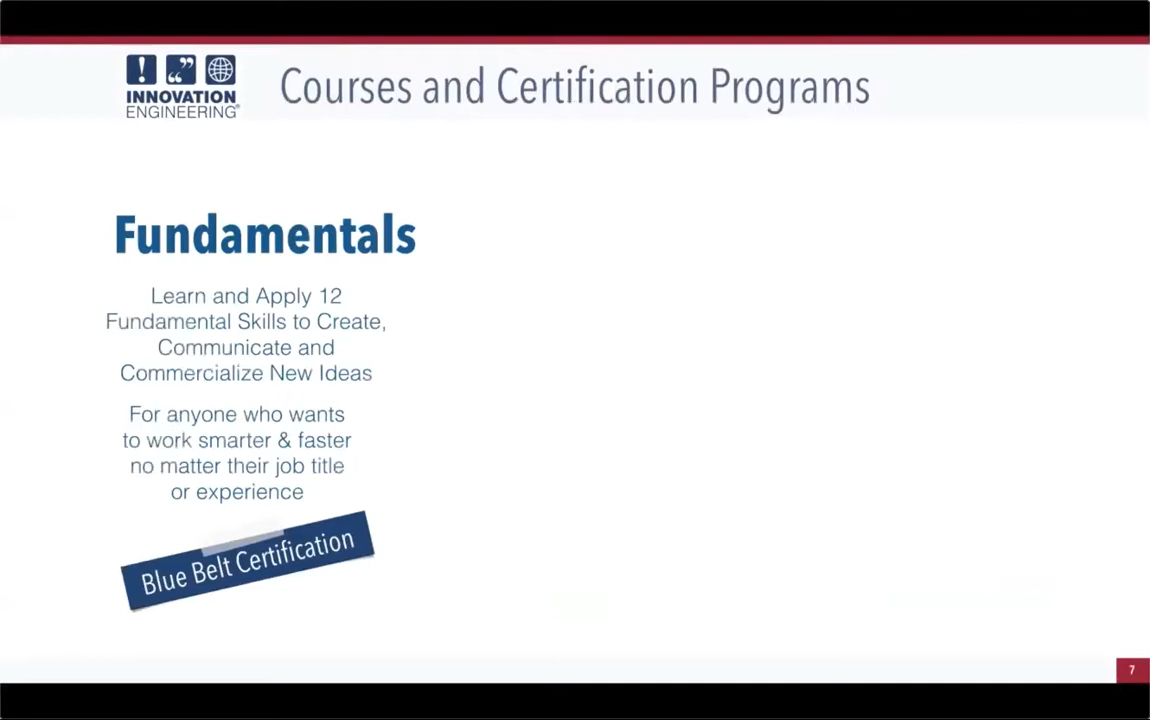 INNOVATION
ENGINEERING®
Courses and Certification Programs
Fundamentals
Learn and Apply 12
Fundamental Skills to Create,
Communicate and
Commercialize New Ideas
For anyone who wants
to work smarter & faster
no matter their job title
or experience
Blue Belt Certification
7